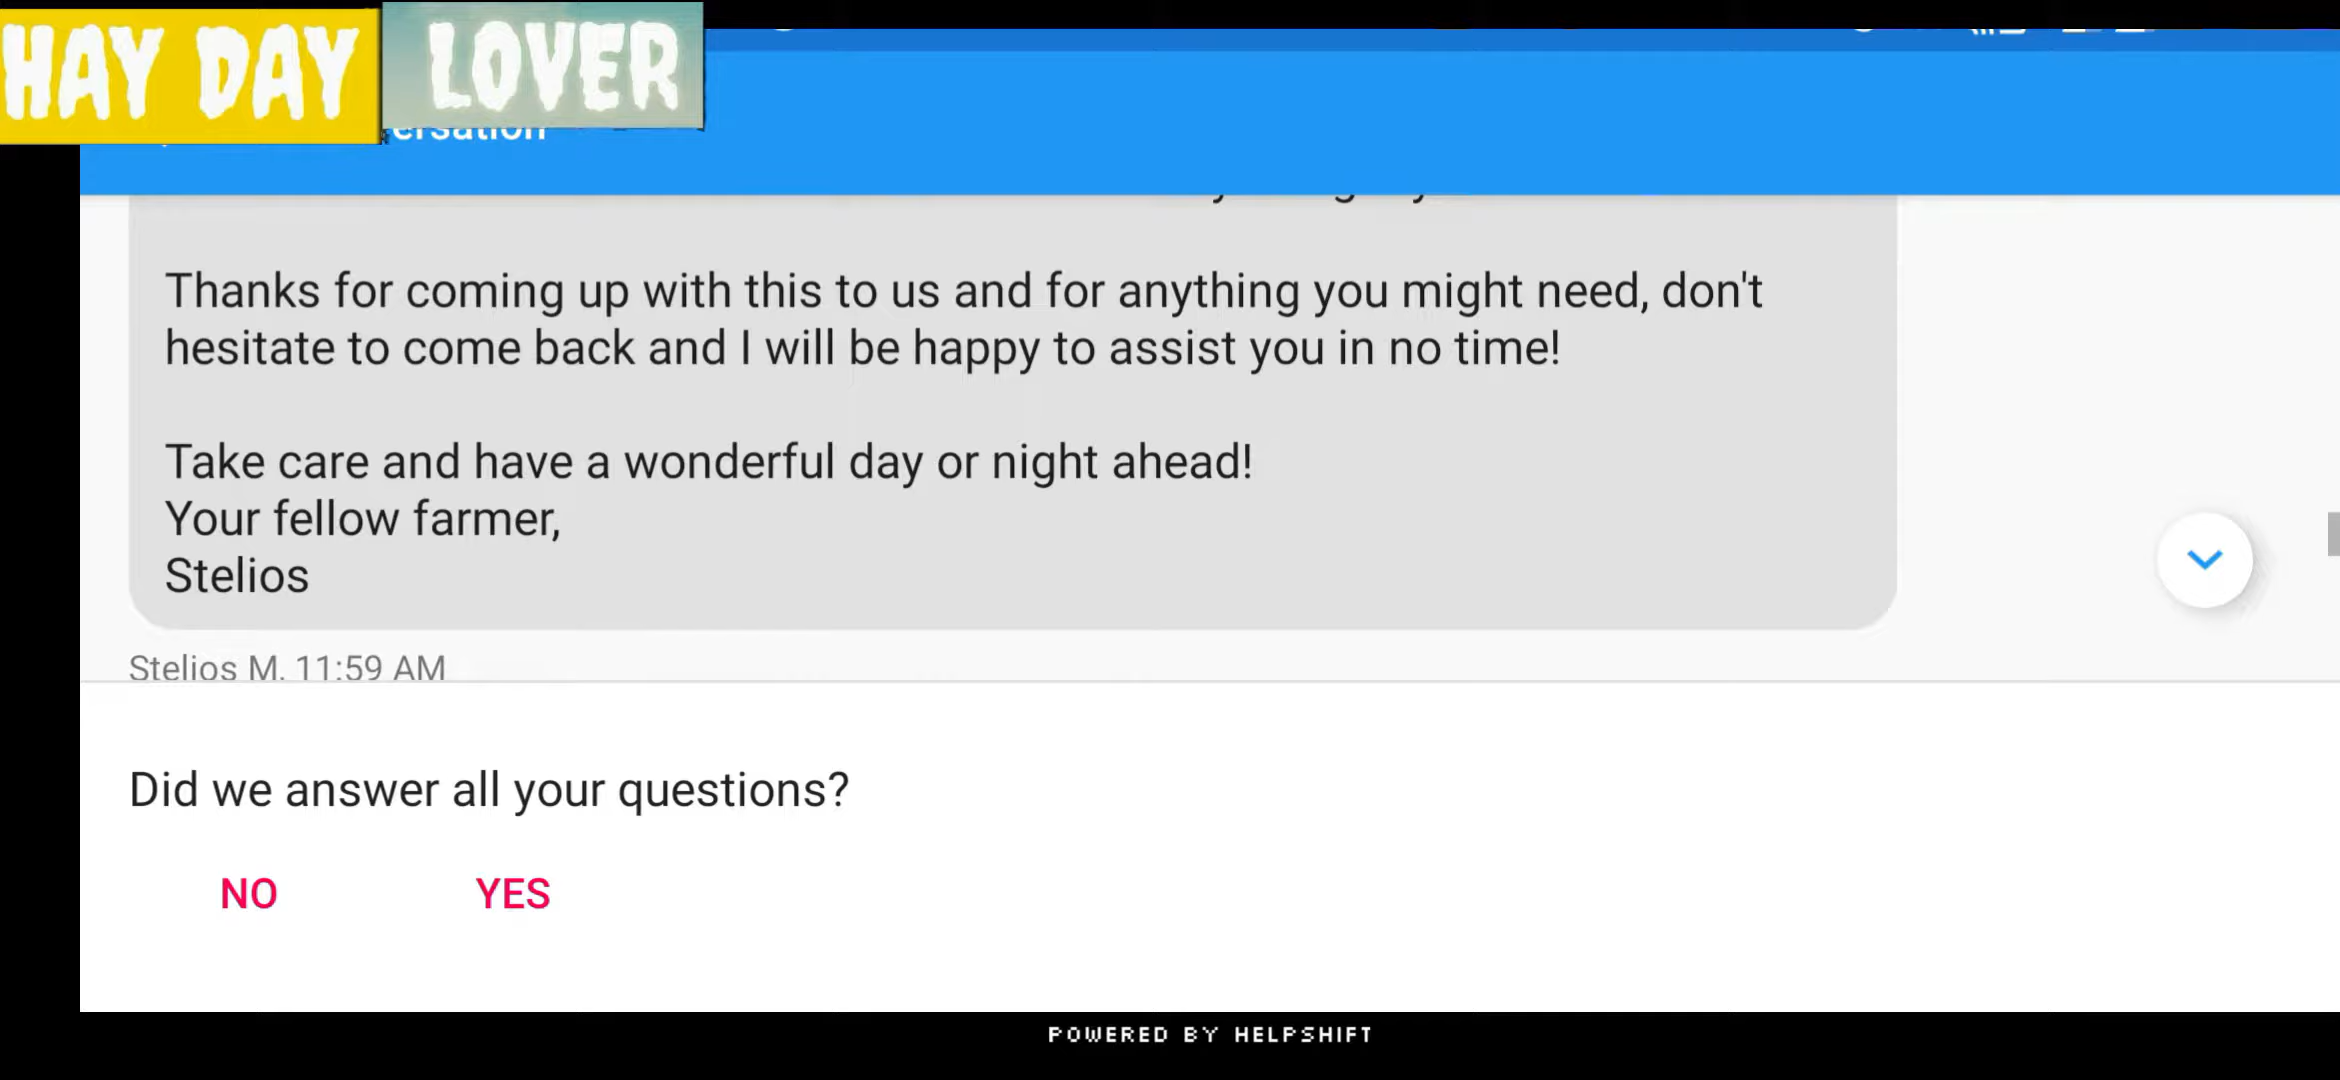 HAY DAY LOVER
Thanks for coming up with this to us and for anything you might need, don't
hesitate to come back and I will be happy to assist you in no time!
Take care and have a wonderful day or night ahead!
Your fellow farmer,
Stelios
Stelios M. 11:59 AM
Did we answer all your questions?
NO YES
POWERED BY HELPSHIFT